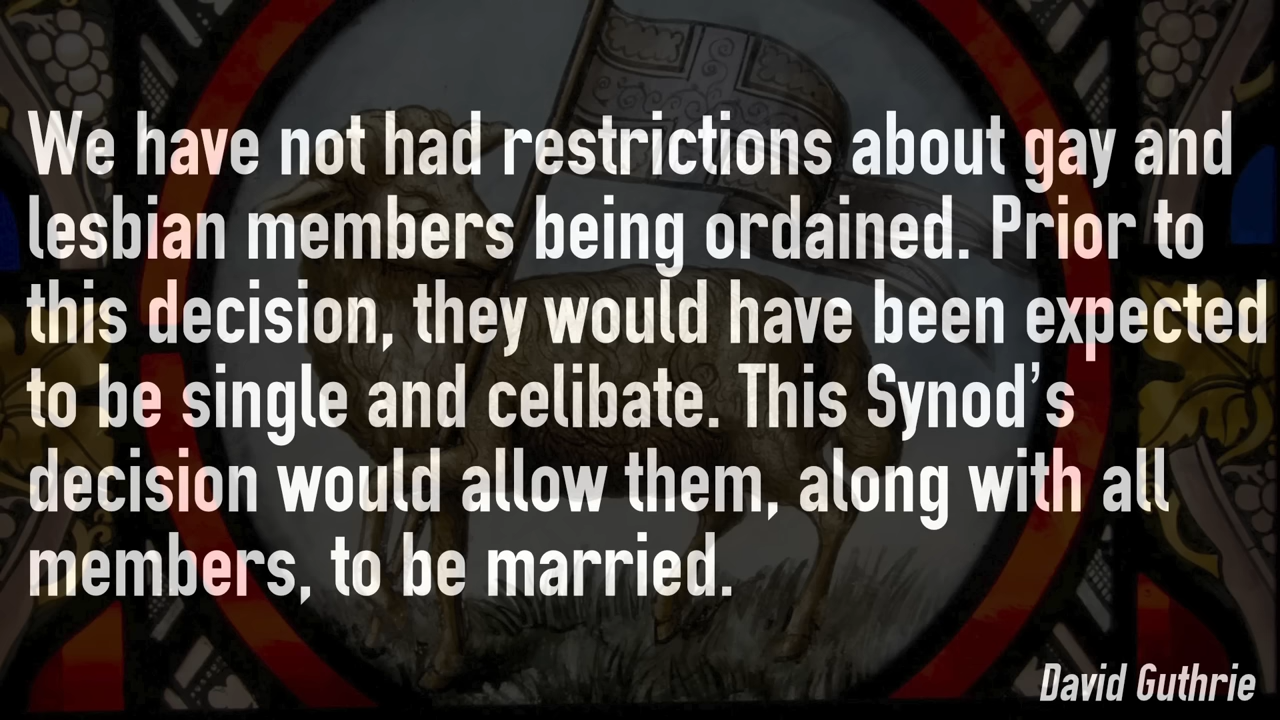 We have not had restrictions about gay and
lesbian members being ordained. Prior to
this decision, they would have been expected
to be single and celibate. This Synod’s
decision would allow them, along with all
members, to be married.
David Guthrie